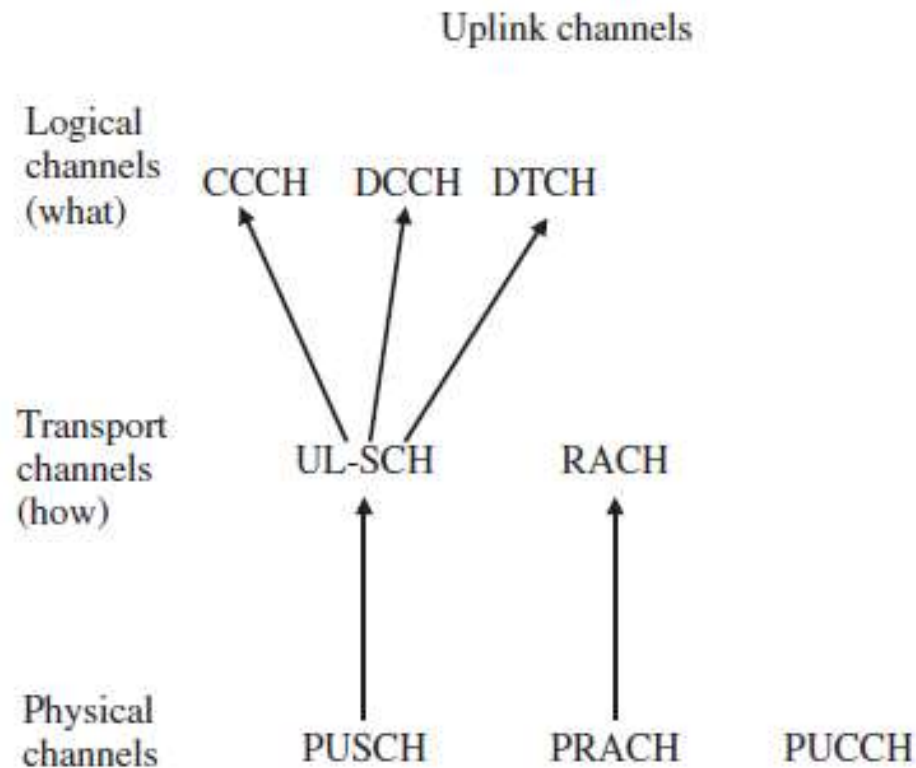 Uplink channels
Logical
channels
(what)
CCCH DCCH DTCH
Transport
channels
(how)
UL-SCH RACH
Physical
channels
PUSCH PRACH PUCCH